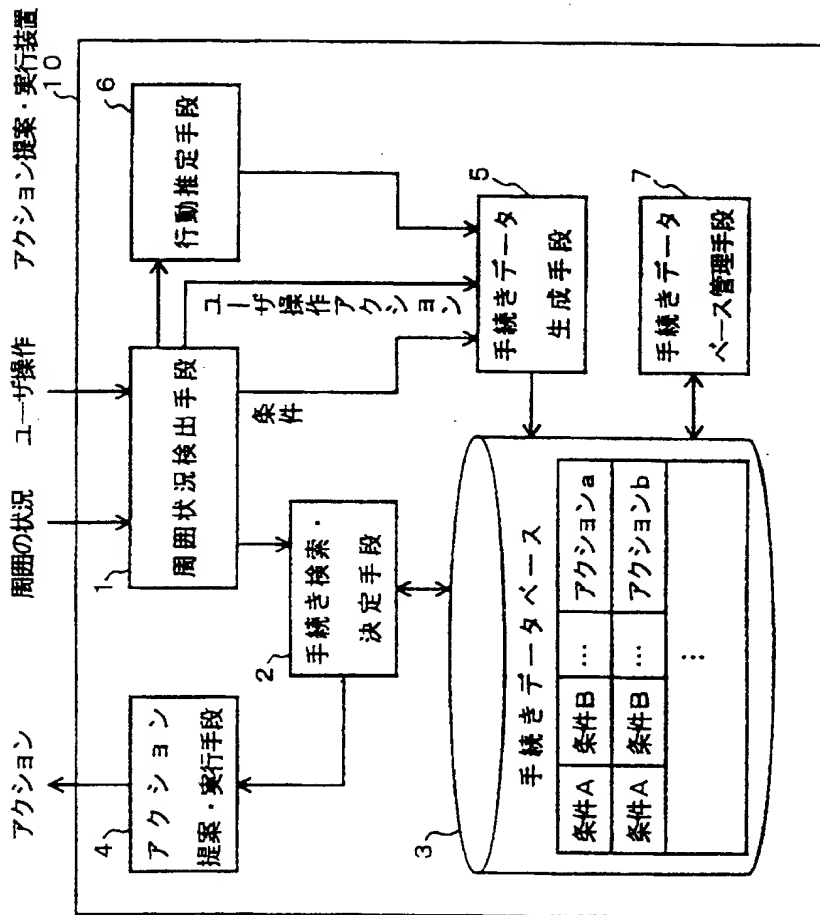 アクション
周囲の状況
ユーザ操作
アクション提案・実行装置
10
4
アクション
提案・実行手段
1
周囲状況検出手段
6
行動推定手段
条件
ユーザ操作アクション
2
手続き検索・
決定手段
5
手続きデータ
生成手段
7
手続きデータ
ベース管理手段
3
手続きデータベース
条件A 条件B … アクションa
条件A 条件B … アクションb
⋮